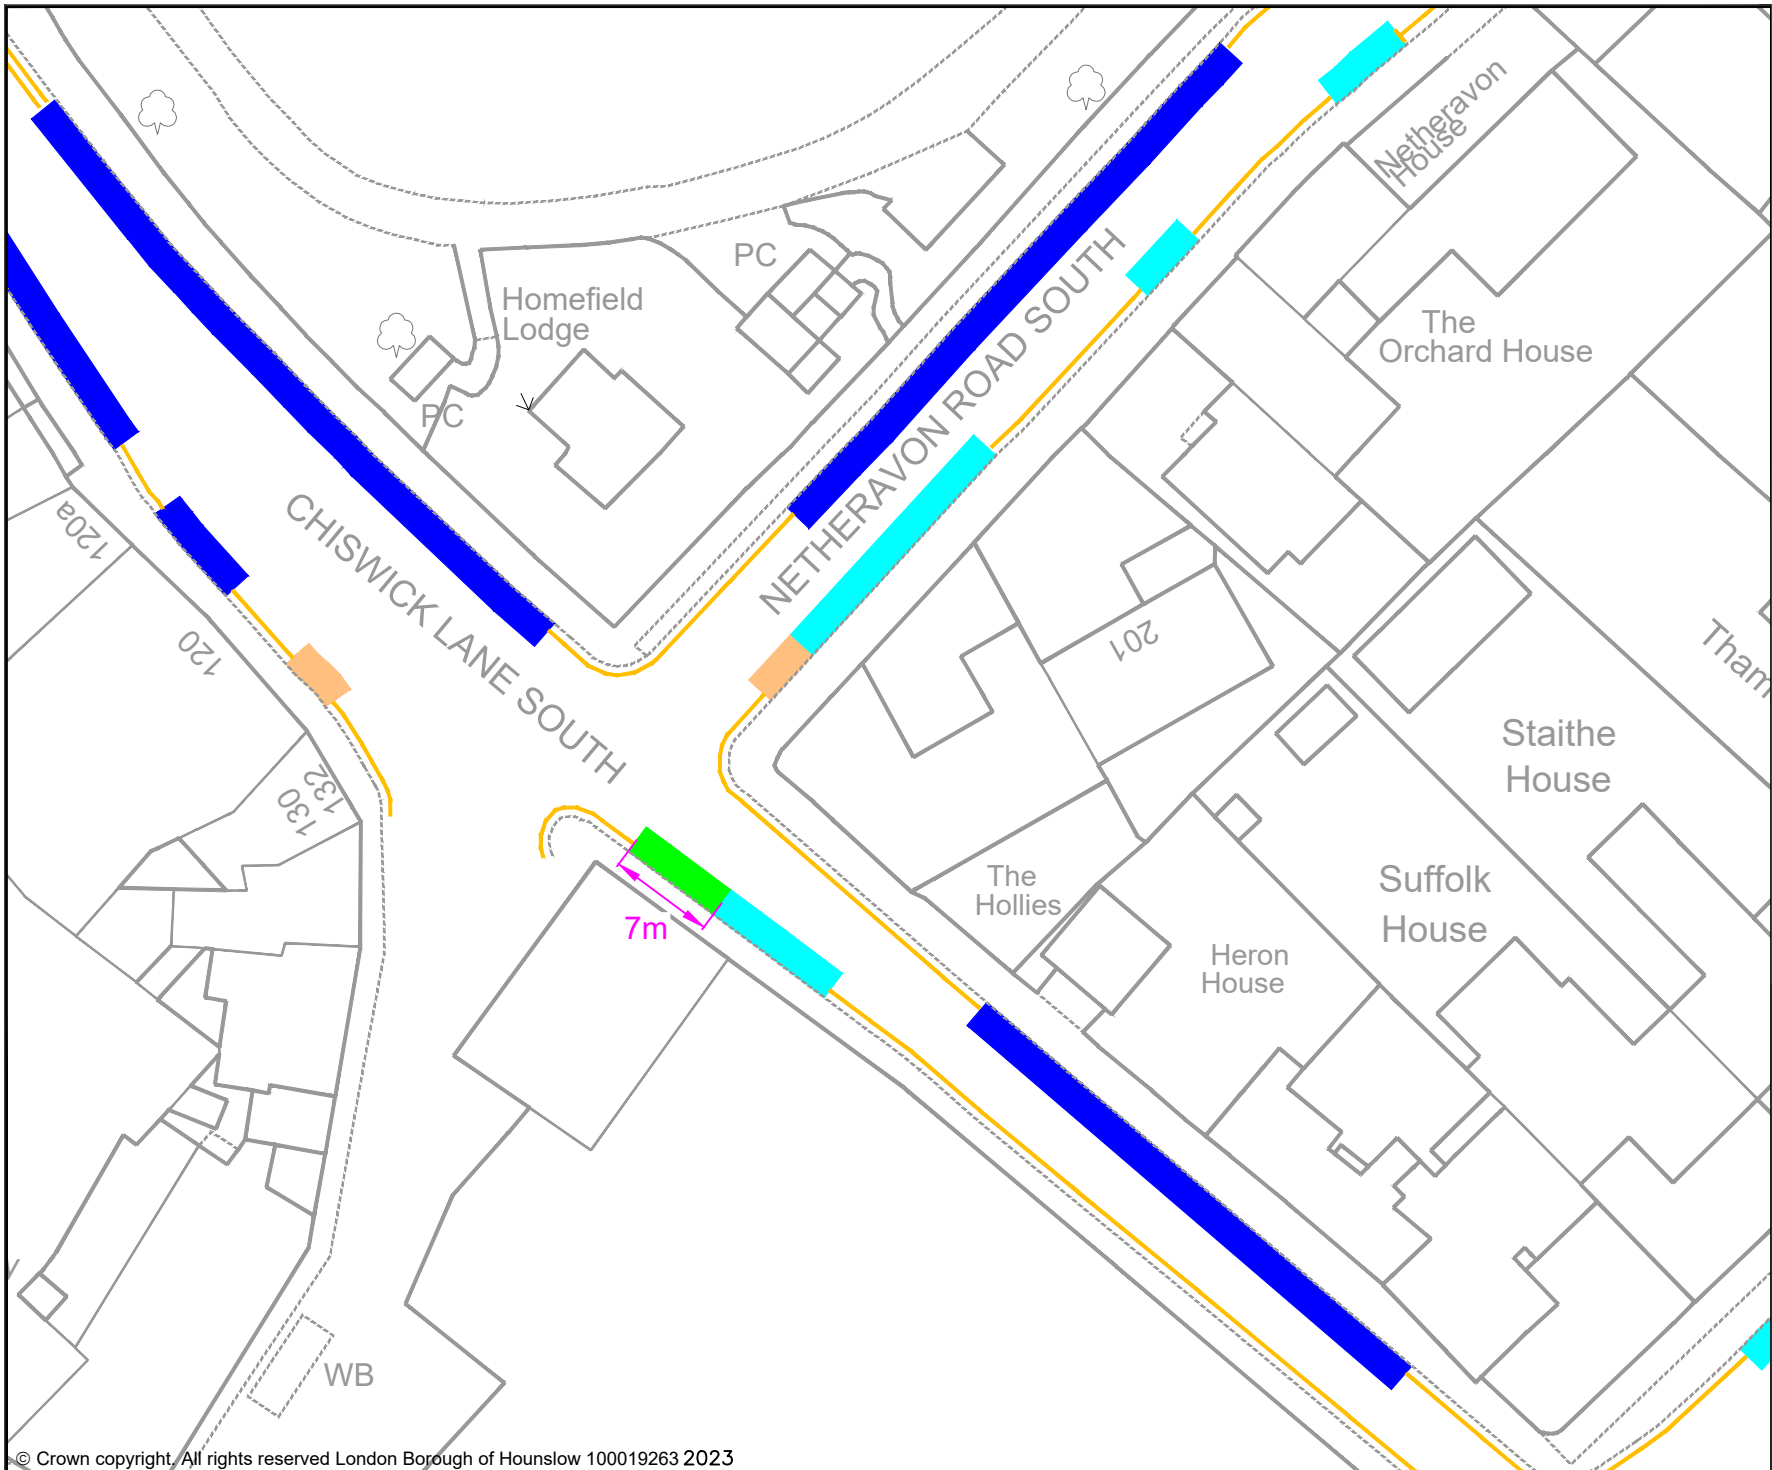 Netheravon
House
PC
Homefield
Lodge
The
Orchard House
PC
NETHERAVON ROAD SOUTH
120a
CHISWICK LANE SOUTH
120
201
Tham
Staithe
House
132
130
The
Hollies
Suffolk
House
7m
Heron
House
WB
© Crown copyright. All rights reserved London Borough of Hounslow 100019263 2023